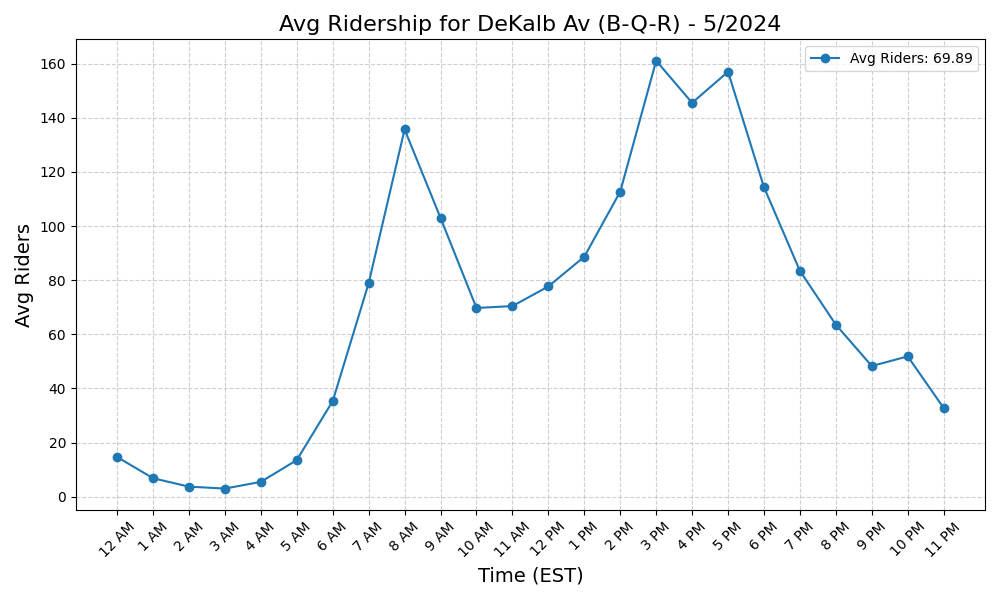 Avg Ridership for DeKalb Av (B-Q-R) - 5/2024
Avg Riders: 69.89
Avg Riders
160
140
120
100
80
60
40
20
0
12 AM
1 AM
2 AM
3 AM
4 AM
5 AM
6 AM
7 AM
8 AM
9 AM
10 AM
11 AM
12 PM
1 PM
2 PM
3 PM
4 PM
5 PM
6 PM
7 PM
8 PM
9 PM
10 PM
11 PM
Time (EST)